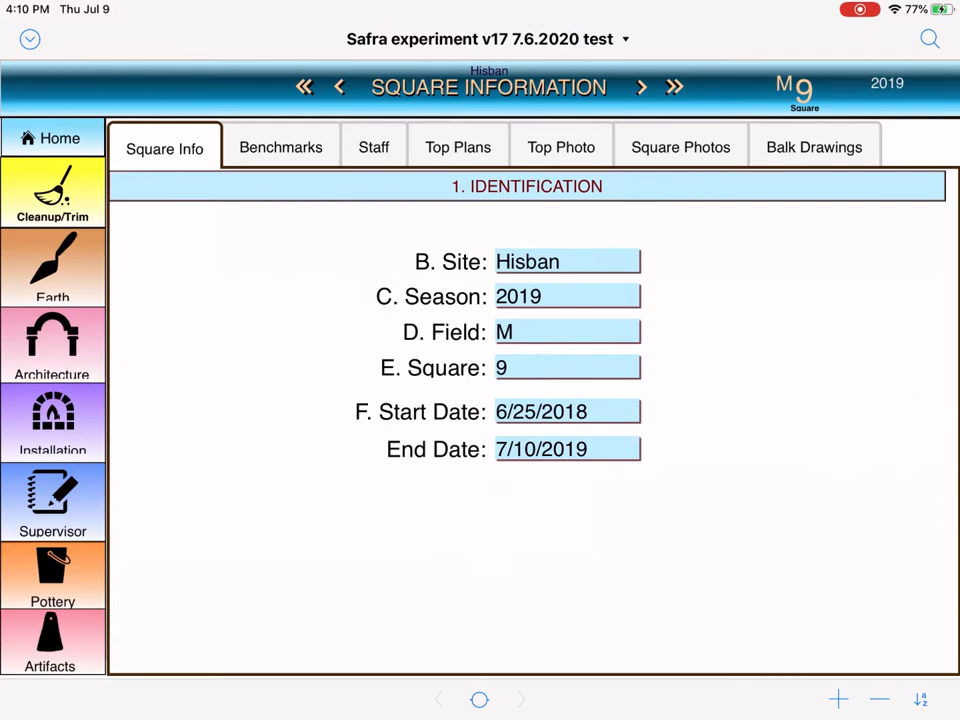 4:10 PM Thu Jul 9 77%
Safra experiment v17 7.6.2020 test
Hisban
SQUARE INFORMATION
M9
Square
2019
Home
Square Info Benchmarks Staff Top Plans Top Photo Square Photos Balk Drawings
1. IDENTIFICATION
Cleanup/Trim
B. Site: Hisban
C. Season: 2019
Earth
D. Field: M
E. Square: 9
Architecture
F. Start Date: 6/25/2018
End Date: 7/10/2019
Installation
Supervisor
Pottery
Artifacts